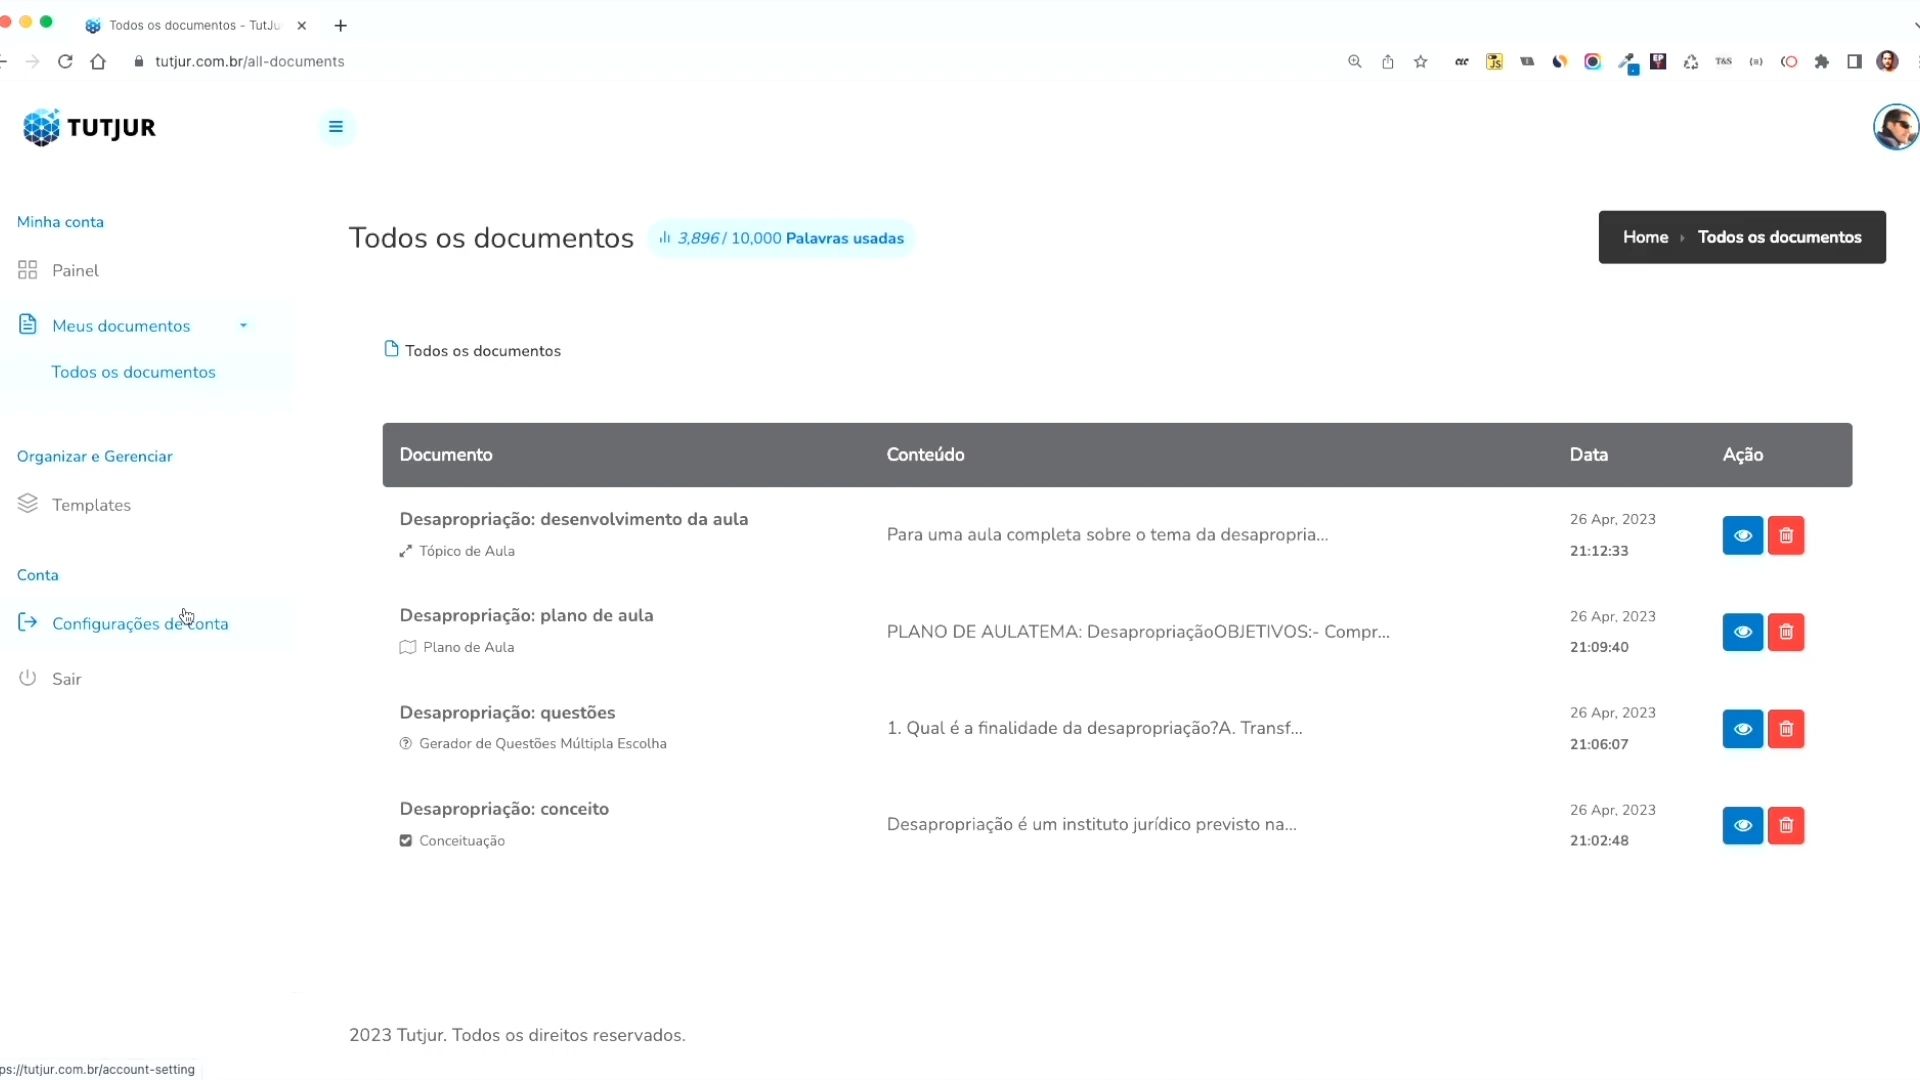 Todos os documentos - TutJu
tutjur.com.br/all-documents
TUTJUR
Minha conta
Painel
Meus documentos
Todos os documentos
Organizar e Gerenciar
Templates
Conta
Configurações de conta
Sair
Todos os documentos
3,896 / 10,000 Palavras usadas
Home
Todos os documentos
Todos os documentos
Documento Conteúdo Data Ação
Desapropriação: desenvolvimento da aula
Tópico de Aula
Para uma aula completa sobre o tema da desapropria...
26 Apr, 2023
21:12:33
Desapropriação: plano de aula
Plano de Aula
PLANO DE AULATEMA: DesapropriaçãoOBJETIVOS:- Compr...
26 Apr, 2023
21:09:40
Desapropriação: questões
Gerador de Questões Múltipla Escolha
1. Qual é a finalidade da desapropriação?A. Transf...
26 Apr, 2023
21:06:07
Desapropriação: conceito
Conceituação
Desapropriação é um instituto jurídico previsto na...
26 Apr, 2023
21:02:48
2023 Tutjur. Todos os direitos reservados.
ps://tutjur.com.br/account-setting